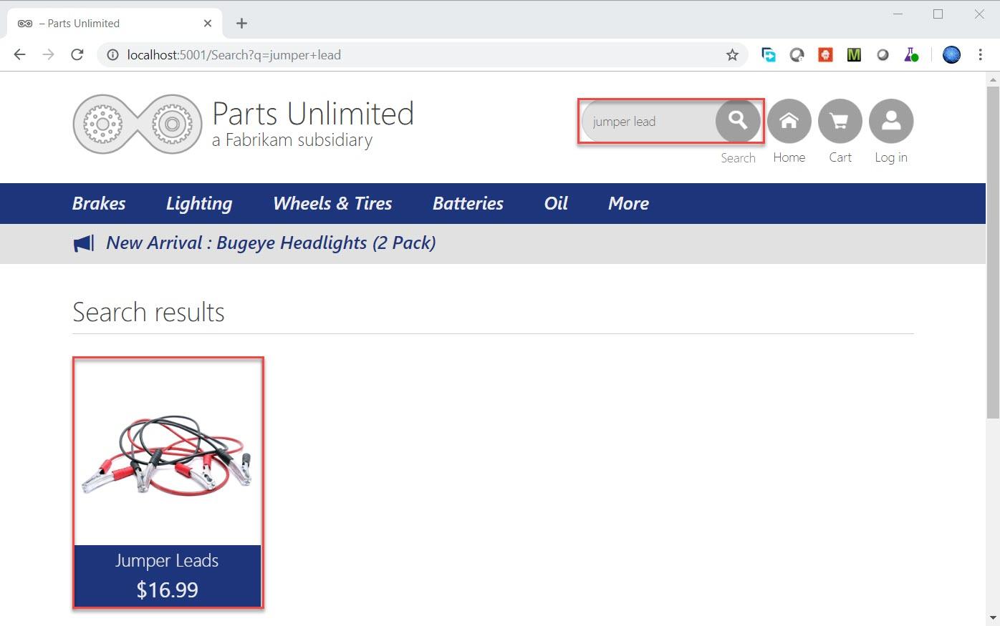 – Parts Unlimited
localhost:5001/Search?q=jumper+lead
M
Parts Unlimited
a Fabrikam subsidiary
jumper lead
Search Home Cart Log in
Brakes Lighting Wheels & Tires Batteries Oil More
New Arrival : Bugeye Headlights (2 Pack)
Search results
Jumper Leads
$16.99